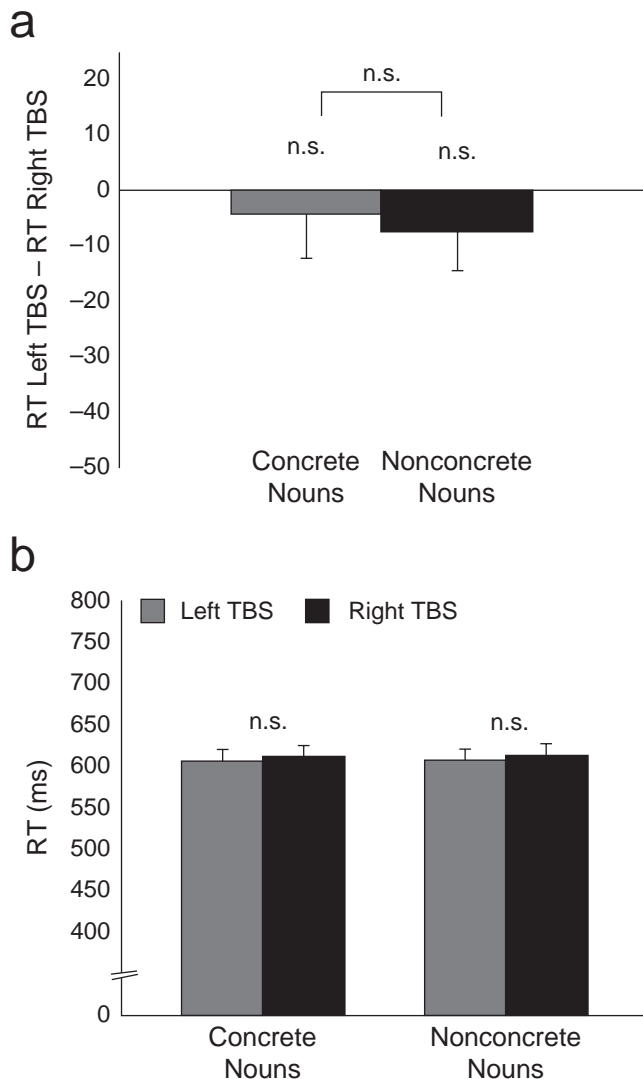 a
RT Left TBS – RT Right TBS
20
10
0
–10
–20
–30
–40
–50
n.s.
n.s.
n.s.
Concrete
Nouns
Nonconcrete
Nouns
b
RT (ms)
800
750
700
650
600
550
500
450
400
0
Left TBS
Right TBS
n.s.
n.s.
Concrete
Nouns
Nonconcrete
Nouns